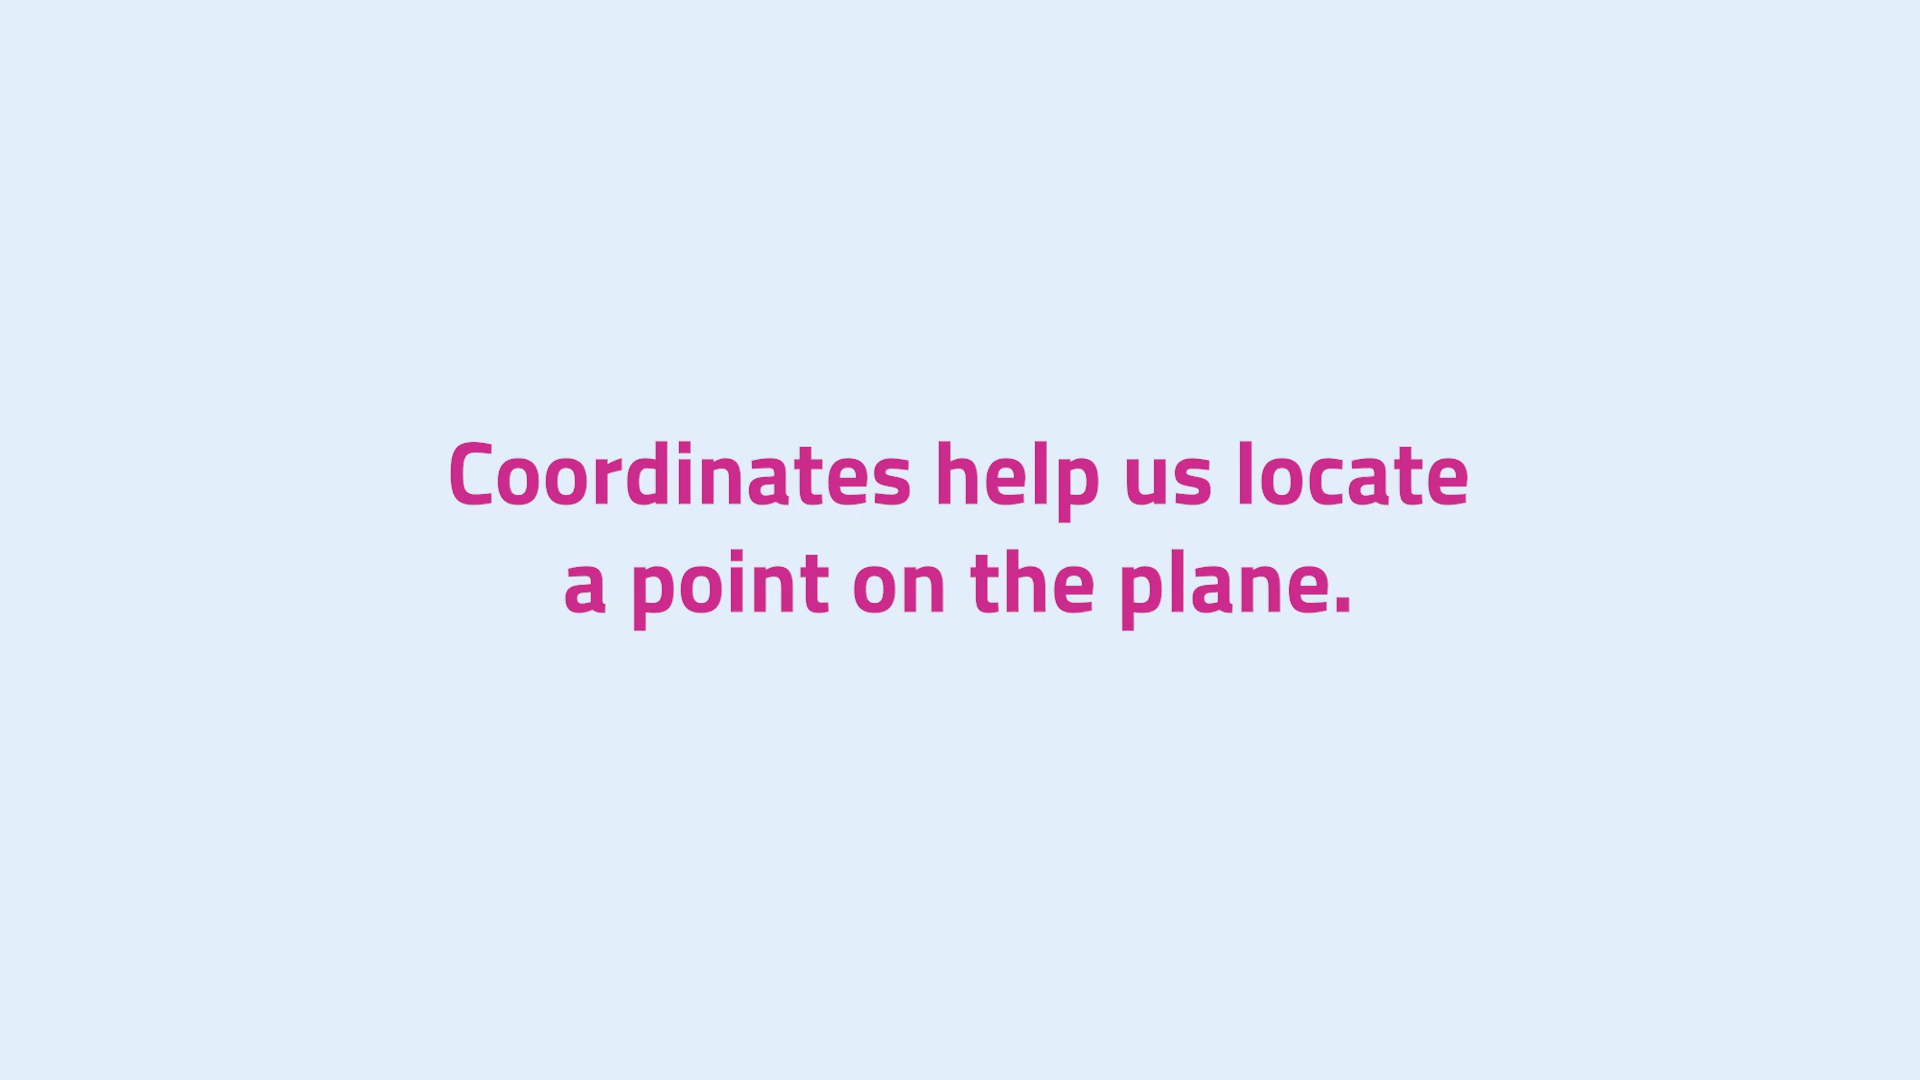 Coordinates help us locate
a point on the plane.